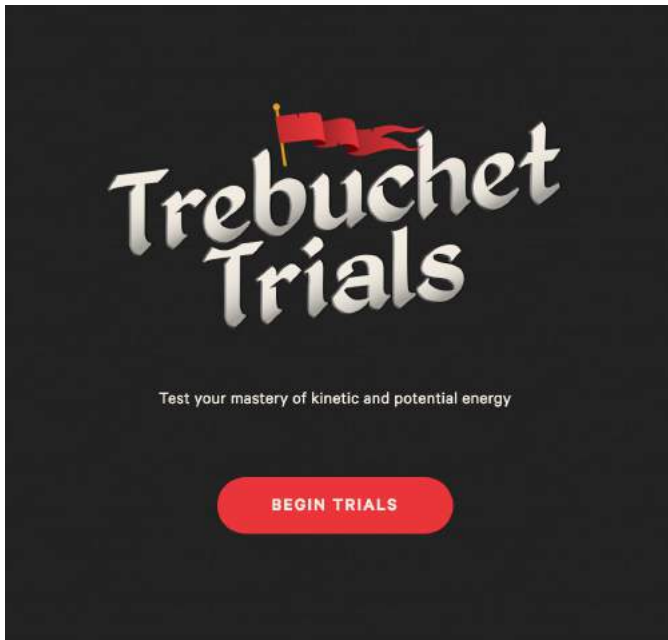 Trebuchet
Trials
Test your mastery of kinetic and potential energy
BEGIN TRIALS